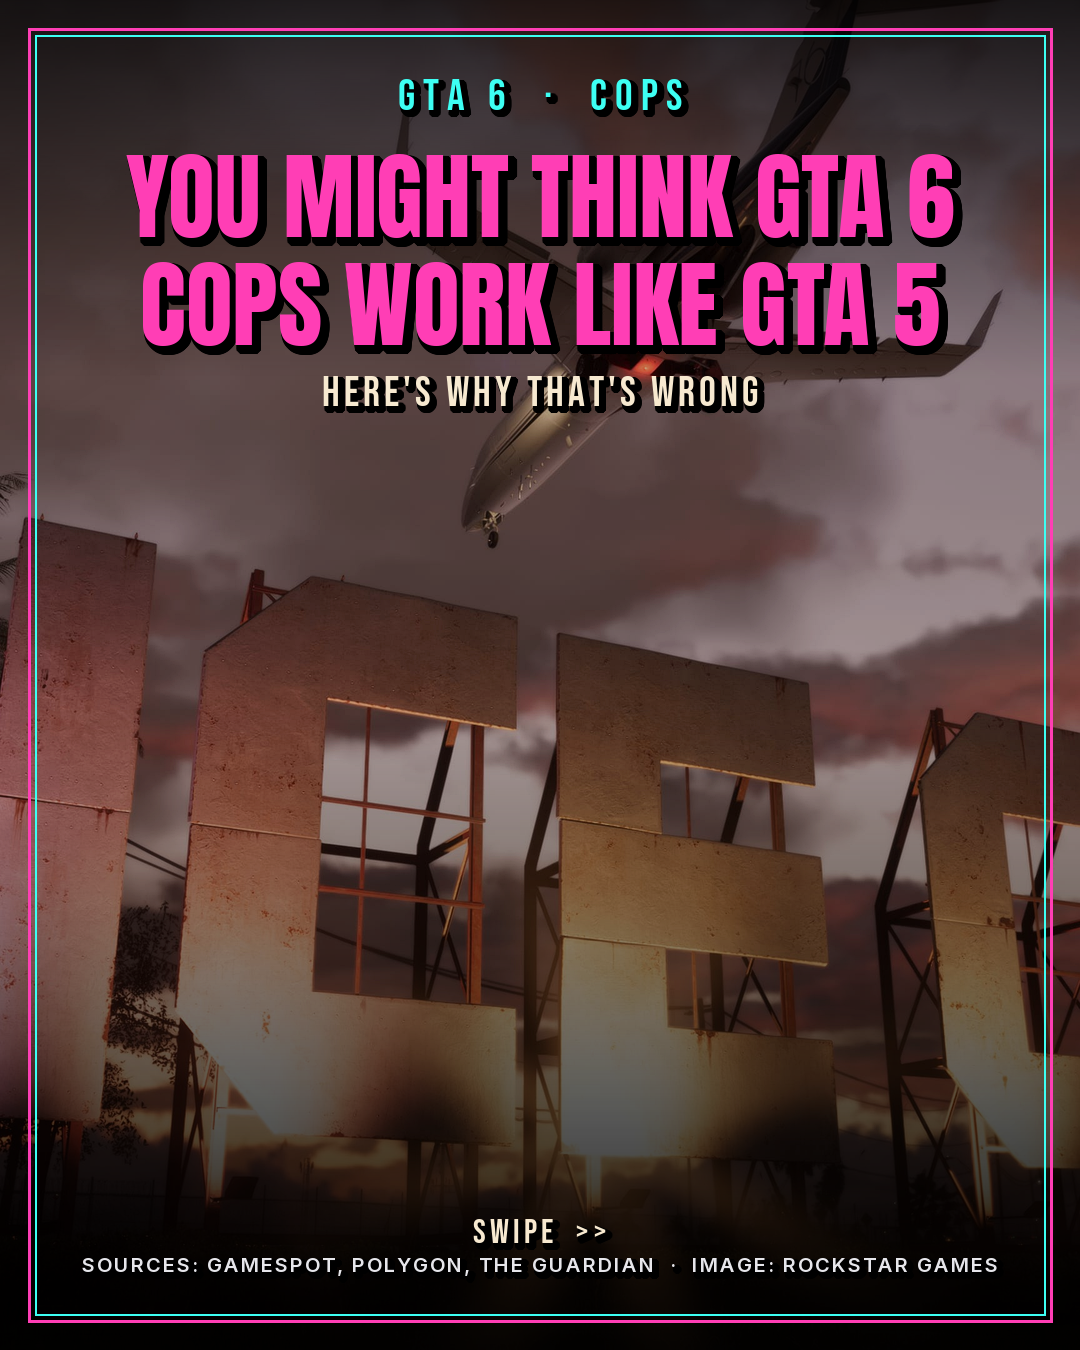 GTA 6 · COPS
YOU MIGHT THINK GTA 6
COPS WORK LIKE GTA 5
HERE'S WHY THAT'S WRONG
SWIPE >>
SOURCES: GAMESPOT, POLYGON, THE GUARDIAN · IMAGE: ROCKSTAR GAMES